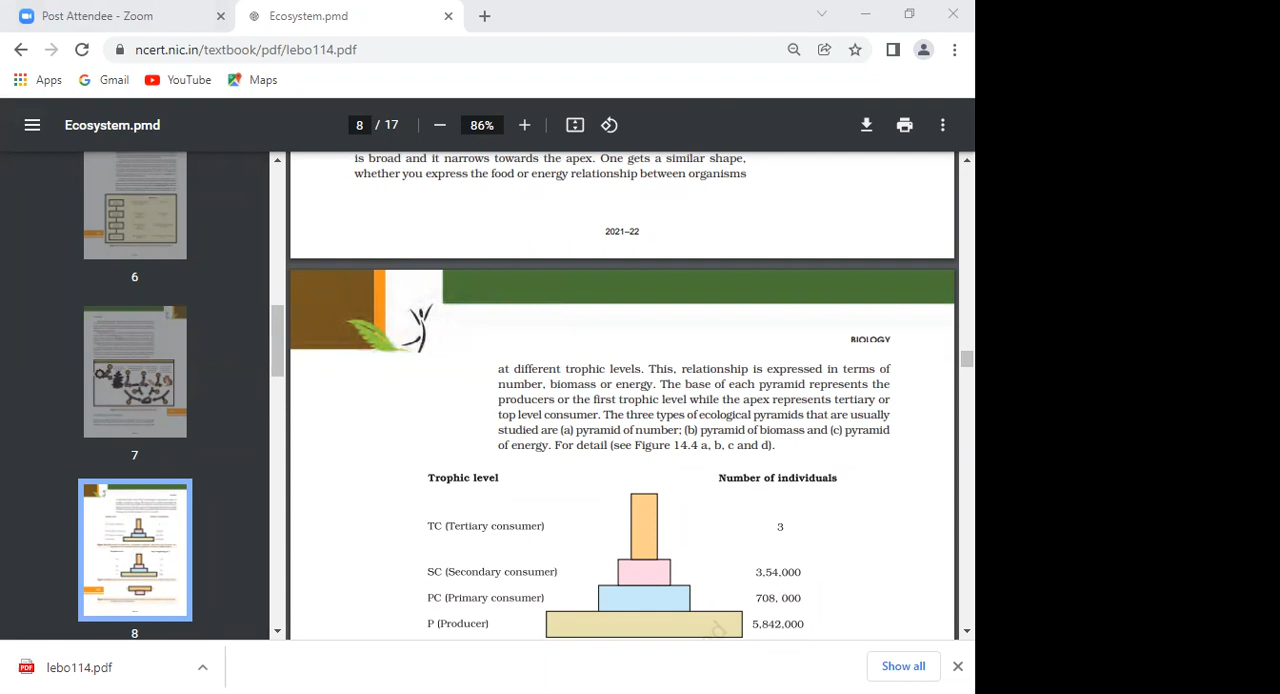 Post Attendee - Zoom
Ecosystem.pmd
ncert.nic.in/textbook/pdf/lebo114.pdf
Apps Gmail YouTube Maps
Ecosystem.pmd 8 / 17 86%
6
7
8
is broad and it narrows towards the apex. One gets a similar shape,
whether you express the food or energy relationship between organisms
2021–22
BIOLOGY
at different trophic levels. This, relationship is expressed in terms of
number, biomass or energy. The base of each pyramid represents the
producers or the first trophic level while the apex represents tertiary or
top level consumer. The three types of ecological pyramids that are usually
studied are (a) pyramid of number; (b) pyramid of biomass and (c) pyramid
of energy. For detail (see Figure 14.4 a, b, c and d).
Trophic level Number of individuals
TC (Tertiary consumer) 3
SC (Secondary consumer) 3,54,000
PC (Primary consumer) 708, 000
P (Producer) 5,842,000
lebo114.pdf
Show all